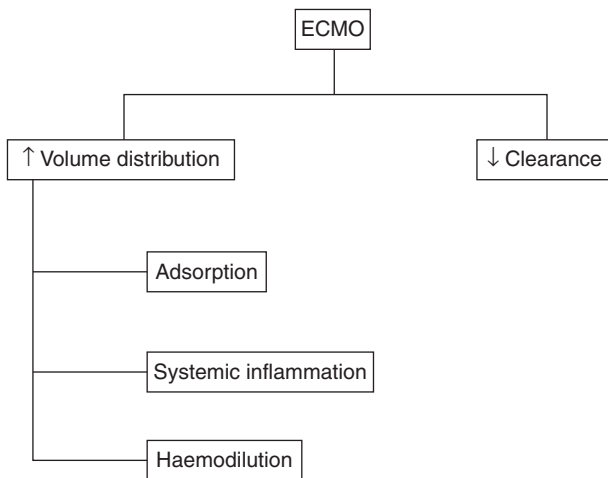 ECMO
↑ Volume distribution
↓ Clearance
Adsorption
Systemic inflammation
Haemodilution